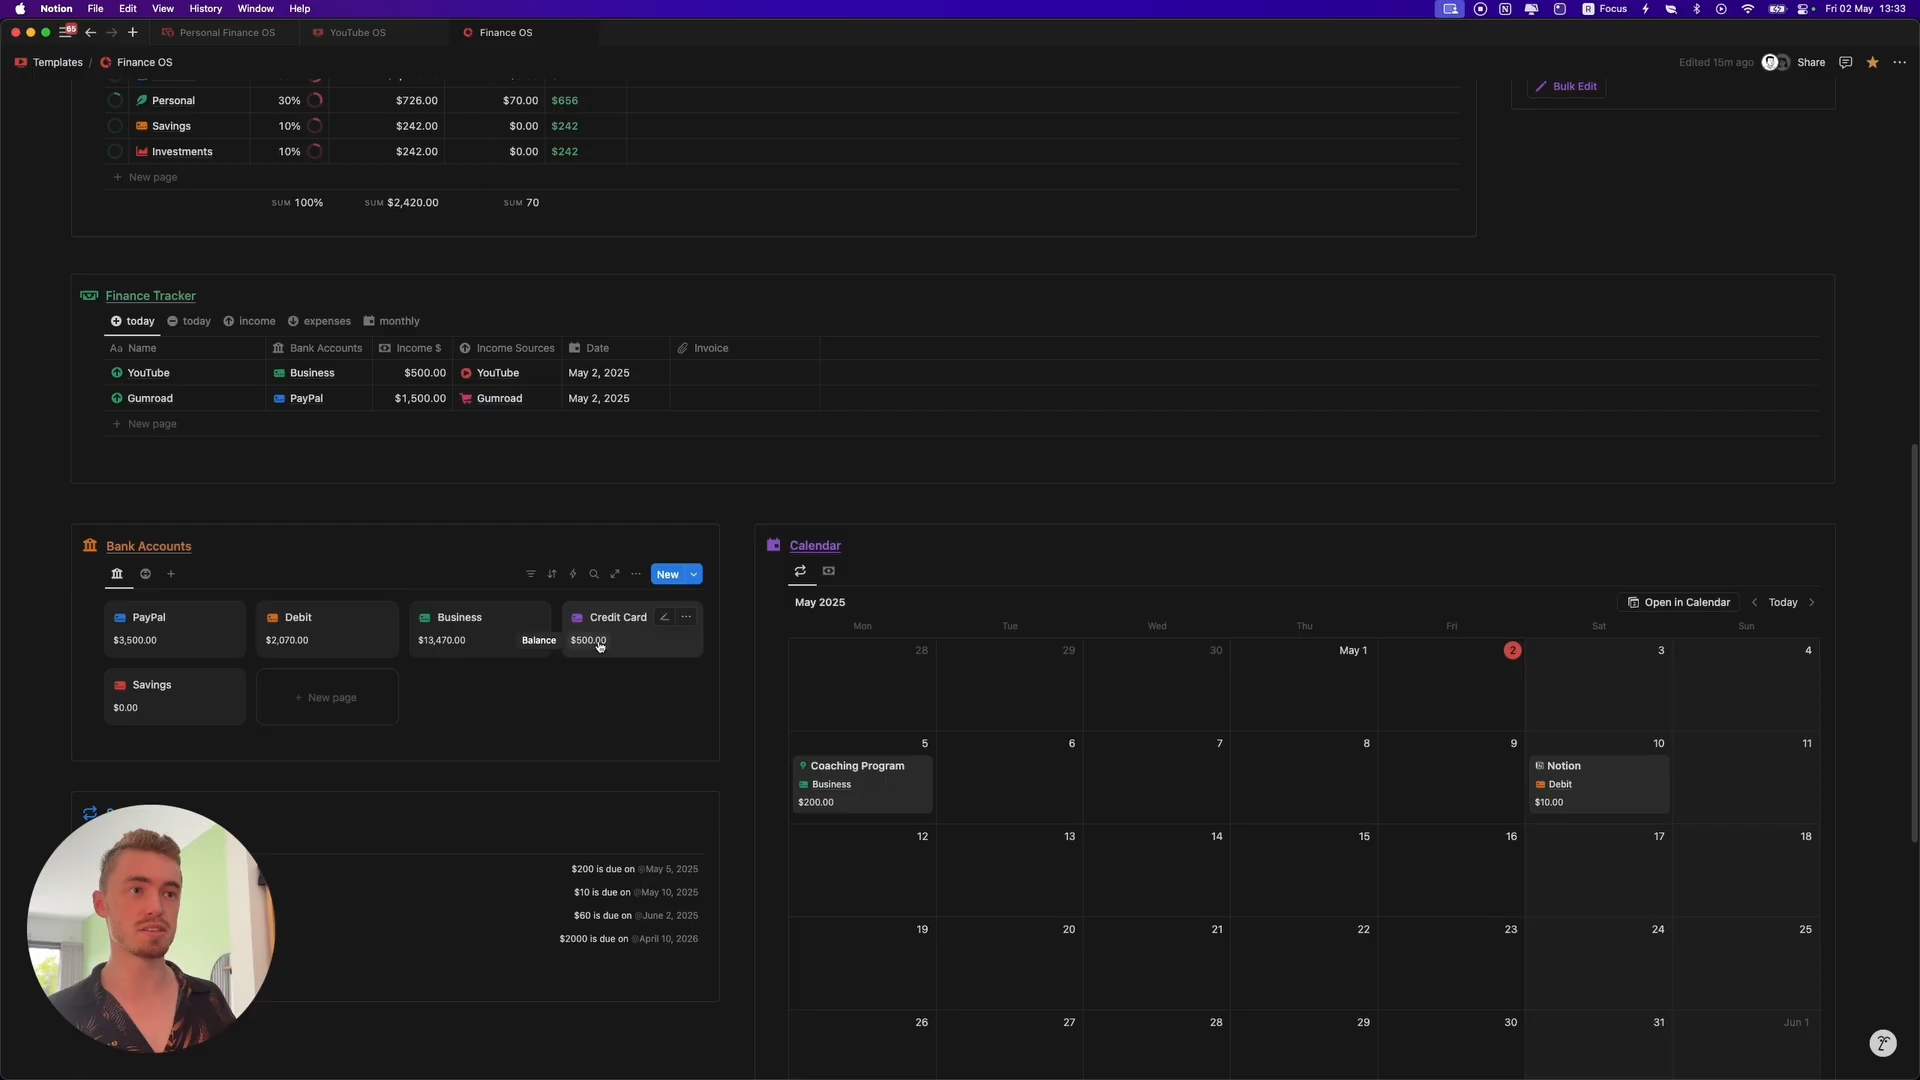 Notion File Edit View History Window Help Focus Fri 02 May 13:33
85 Personal Finance OS YouTube OS Finance OS
Templates / Finance OS Edited 15m ago Share
Personal 30% $726.00 $70.00 $656
Bulk Edit
Savings 10% $242.00 $0.00 $242
Investments 10% $242.00 $0.00 $242
+ New page
SUM 100% SUM $2,420.00 SUM 70
Finance Tracker
today today income expenses monthly
Aa Name Bank Accounts Income $ Income Sources Date Invoice
YouTube Business $500.00 YouTube May 2, 2025
Gumroad PayPal $1,500.00 Gumroad May 2, 2025
+ New page
Bank Accounts
New
PayPal Debit Business Credit Card
$3,500.00 $2,070.00 $13,470.00 Balance $500.00
Savings
$0.00
+ New page
$200 is due on @May 5, 2025
$10 is due on @May 10, 2025
$60 is due on @June 2, 2025
$2000 is due on @April 10, 2026
Calendar
May 2025 Open in Calendar Today
Mon Tue Wed Thu Fri Sat Sun
28 29 30 May 1 2 3 4
5 6 7 8 9 10 11
Coaching Program
Business
$200.00
Notion
Debit
$10.00
12 13 14 15 16 17 18
19 20 21 22 23 24 25
26 27 28 29 30 31 Jun 1